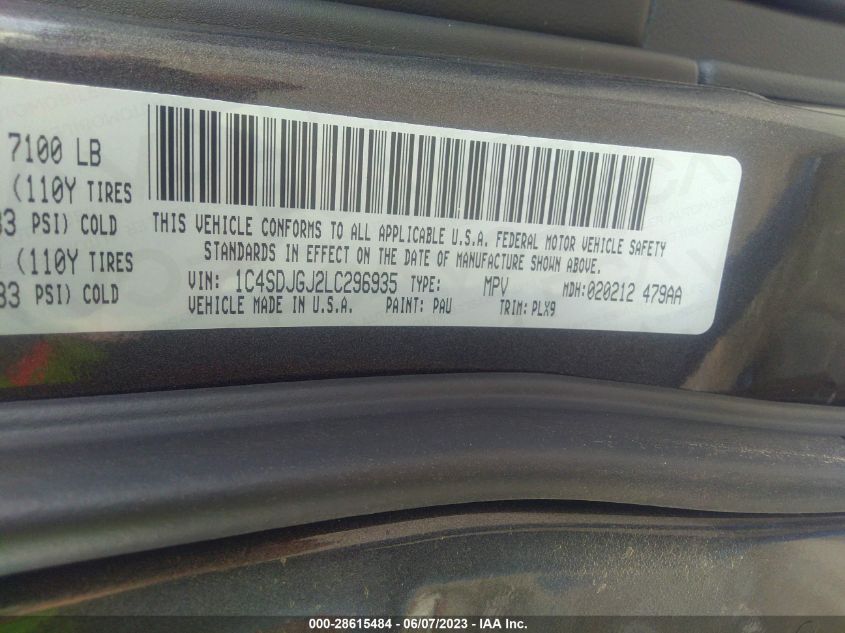 7100 LB
(110Y TIRES
33 PSI) COLD
(110Y TIRES
33 PSI) COLD
THIS VEHICLE CONFORMS TO ALL APPLICABLE U.S.A. FEDERAL MOTOR VEHICLE SAFETY
STANDARDS IN EFFECT ON THE DATE OF MANUFACTURE SHOWN ABOVE.
VIN: 1C4SDJGJ2LC296935 TYPE: MPV MDH: 020212 479AA
VEHICLE MADE IN U.S.A. PAINT: PAU TRIM: PLX9
000-28615484 - 06/07/2023 - © IAA, Inc.